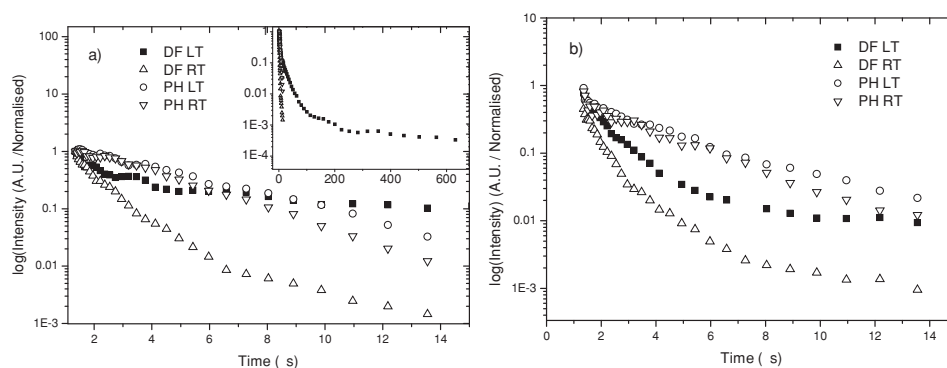 a)
DF LT
DF RT
PH LT
PH RT
100
10
1
0.1
0.01
1E-3
log(Intensity (A.U. /Normalised)
2 4 6 8 10 12 14
Time ( s)
1
0.1
0.01
1E-3
1E-4
0 200 400 600
b)
DF LT
DF RT
PH LT
PH RT
10
1
0.1
0.01
1E-3
log(Intensity) (A.U. / Normalised)
0 2 4 6 8 10 12 14
Time ( s)